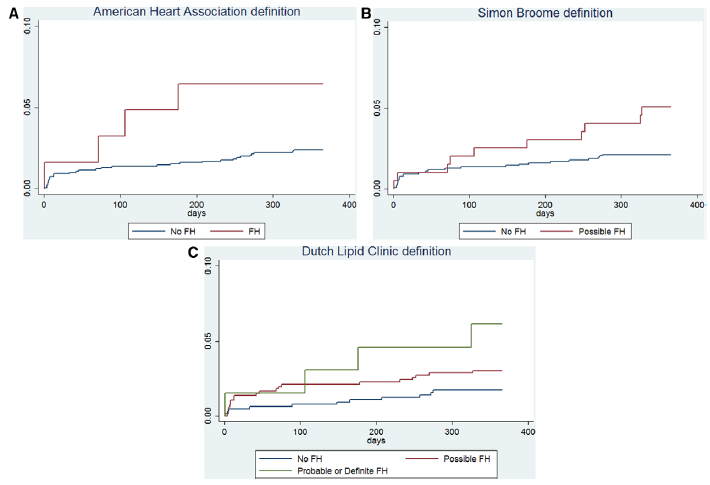 A
American Heart Association definition
0.10
0.05
0.00
0 100 200 300 400
days
No FH FH
B
Simon Broome definition
0.10
0.05
0.00
0 100 200 300 400
days
No FH Possible FH
C
Dutch Lipid Clinic definition
0.10
0.05
0.00
0 100 200 300 400
days
No FH Possible FH
Probable or Definite FH